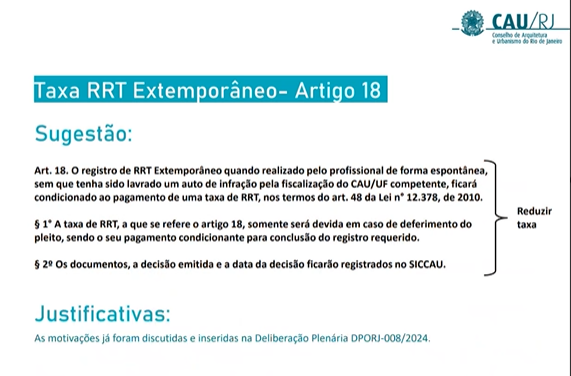 CAU/RJ
Conselho de Arquitetura
e Urbanismo do Rio de Janeiro
Taxa RRT Extemporâneo- Artigo 18
Sugestão:
Art. 18. O registro de RRT Extemporâneo quando realizado pelo profissional de forma espontânea,
sem que tenha sido lavrado um auto de infração pela fiscalização do CAU/UF competente, ficará
condicionado ao pagamento de uma taxa de RRT, nos termos do art. 48 da Lei n° 12.378, de 2010.
§ 1° A taxa de RRT, a que se refere o artigo 18, somente será devida em caso de deferimento do
pleito, sendo o seu pagamento condicionante para conclusão do registro requerido.
§ 2º Os documentos, a decisão emitida e a data da decisão ficarão registrados no SICCAU.
Reduzir
taxa
Justificativas:
As motivações já foram discutidas e inseridas na Deliberação Plenária DPORJ-008/2024.